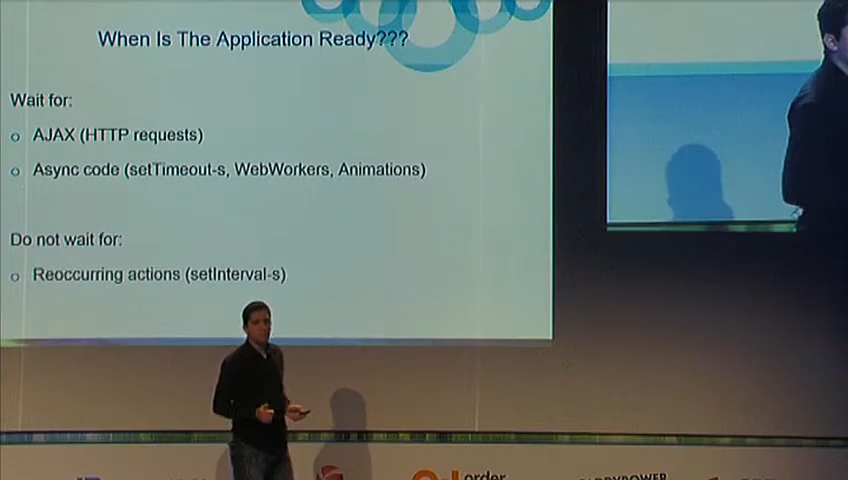 When Is The Application Ready???
Wait for:
AJAX (HTTP requests)
Async code (setTimeout-s, WebWorkers, Animations)
Do not wait for:
Reoccurring actions (setInterval-s)
order